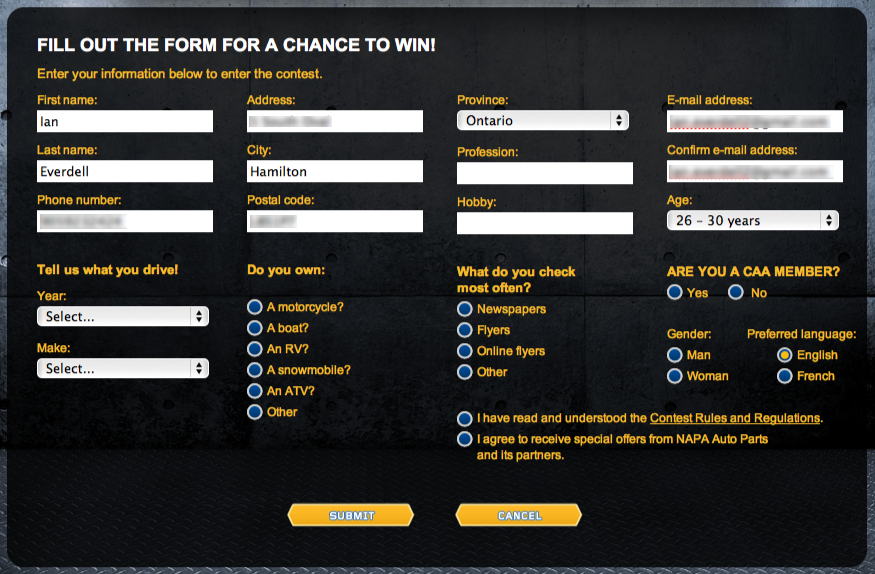 FILL OUT THE FORM FOR A CHANCE TO WIN!
Enter your information below to enter the contest.
First name:
Ian
Last name:
Everdell
Phone number:
Address:
City:
Hamilton
Postal code:
Province:
Ontario
Profession:
Hobby:
E-mail address:
Confirm e-mail address:
Age:
26 - 30 years
Tell us what you drive!
Year:
Select...
Make:
Select...
Do you own:
A motorcycle?
A boat?
An RV?
A snowmobile?
An ATV?
Other
What do you check
most often?
Newspapers
Flyers
Online flyers
Other
ARE YOU A CAA MEMBER?
Yes No
Gender:
Man
Woman
Preferred language:
English
French
I have read and understood the Contest Rules and Regulations.
I agree to receive special offers from NAPA Auto Parts
and its partners.
SUBMIT
CANCEL